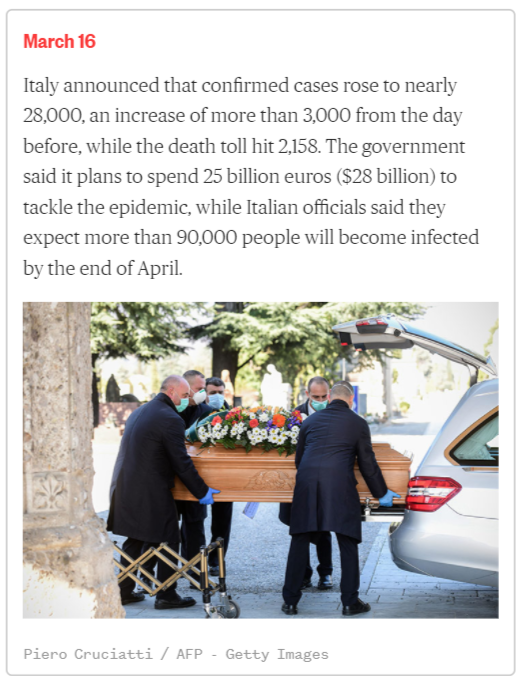 March 16
Italy announced that confirmed cases rose to nearly
28,000, an increase of more than 3,000 from the day
before, while the death toll hit 2,158. The government
said it plans to spend 25 billion euros ($28 billion) to
tackle the epidemic, while Italian officials said they
expect more than 90,000 people will become infected
by the end of April.
Piero Cruciatti / AFP - Getty Images